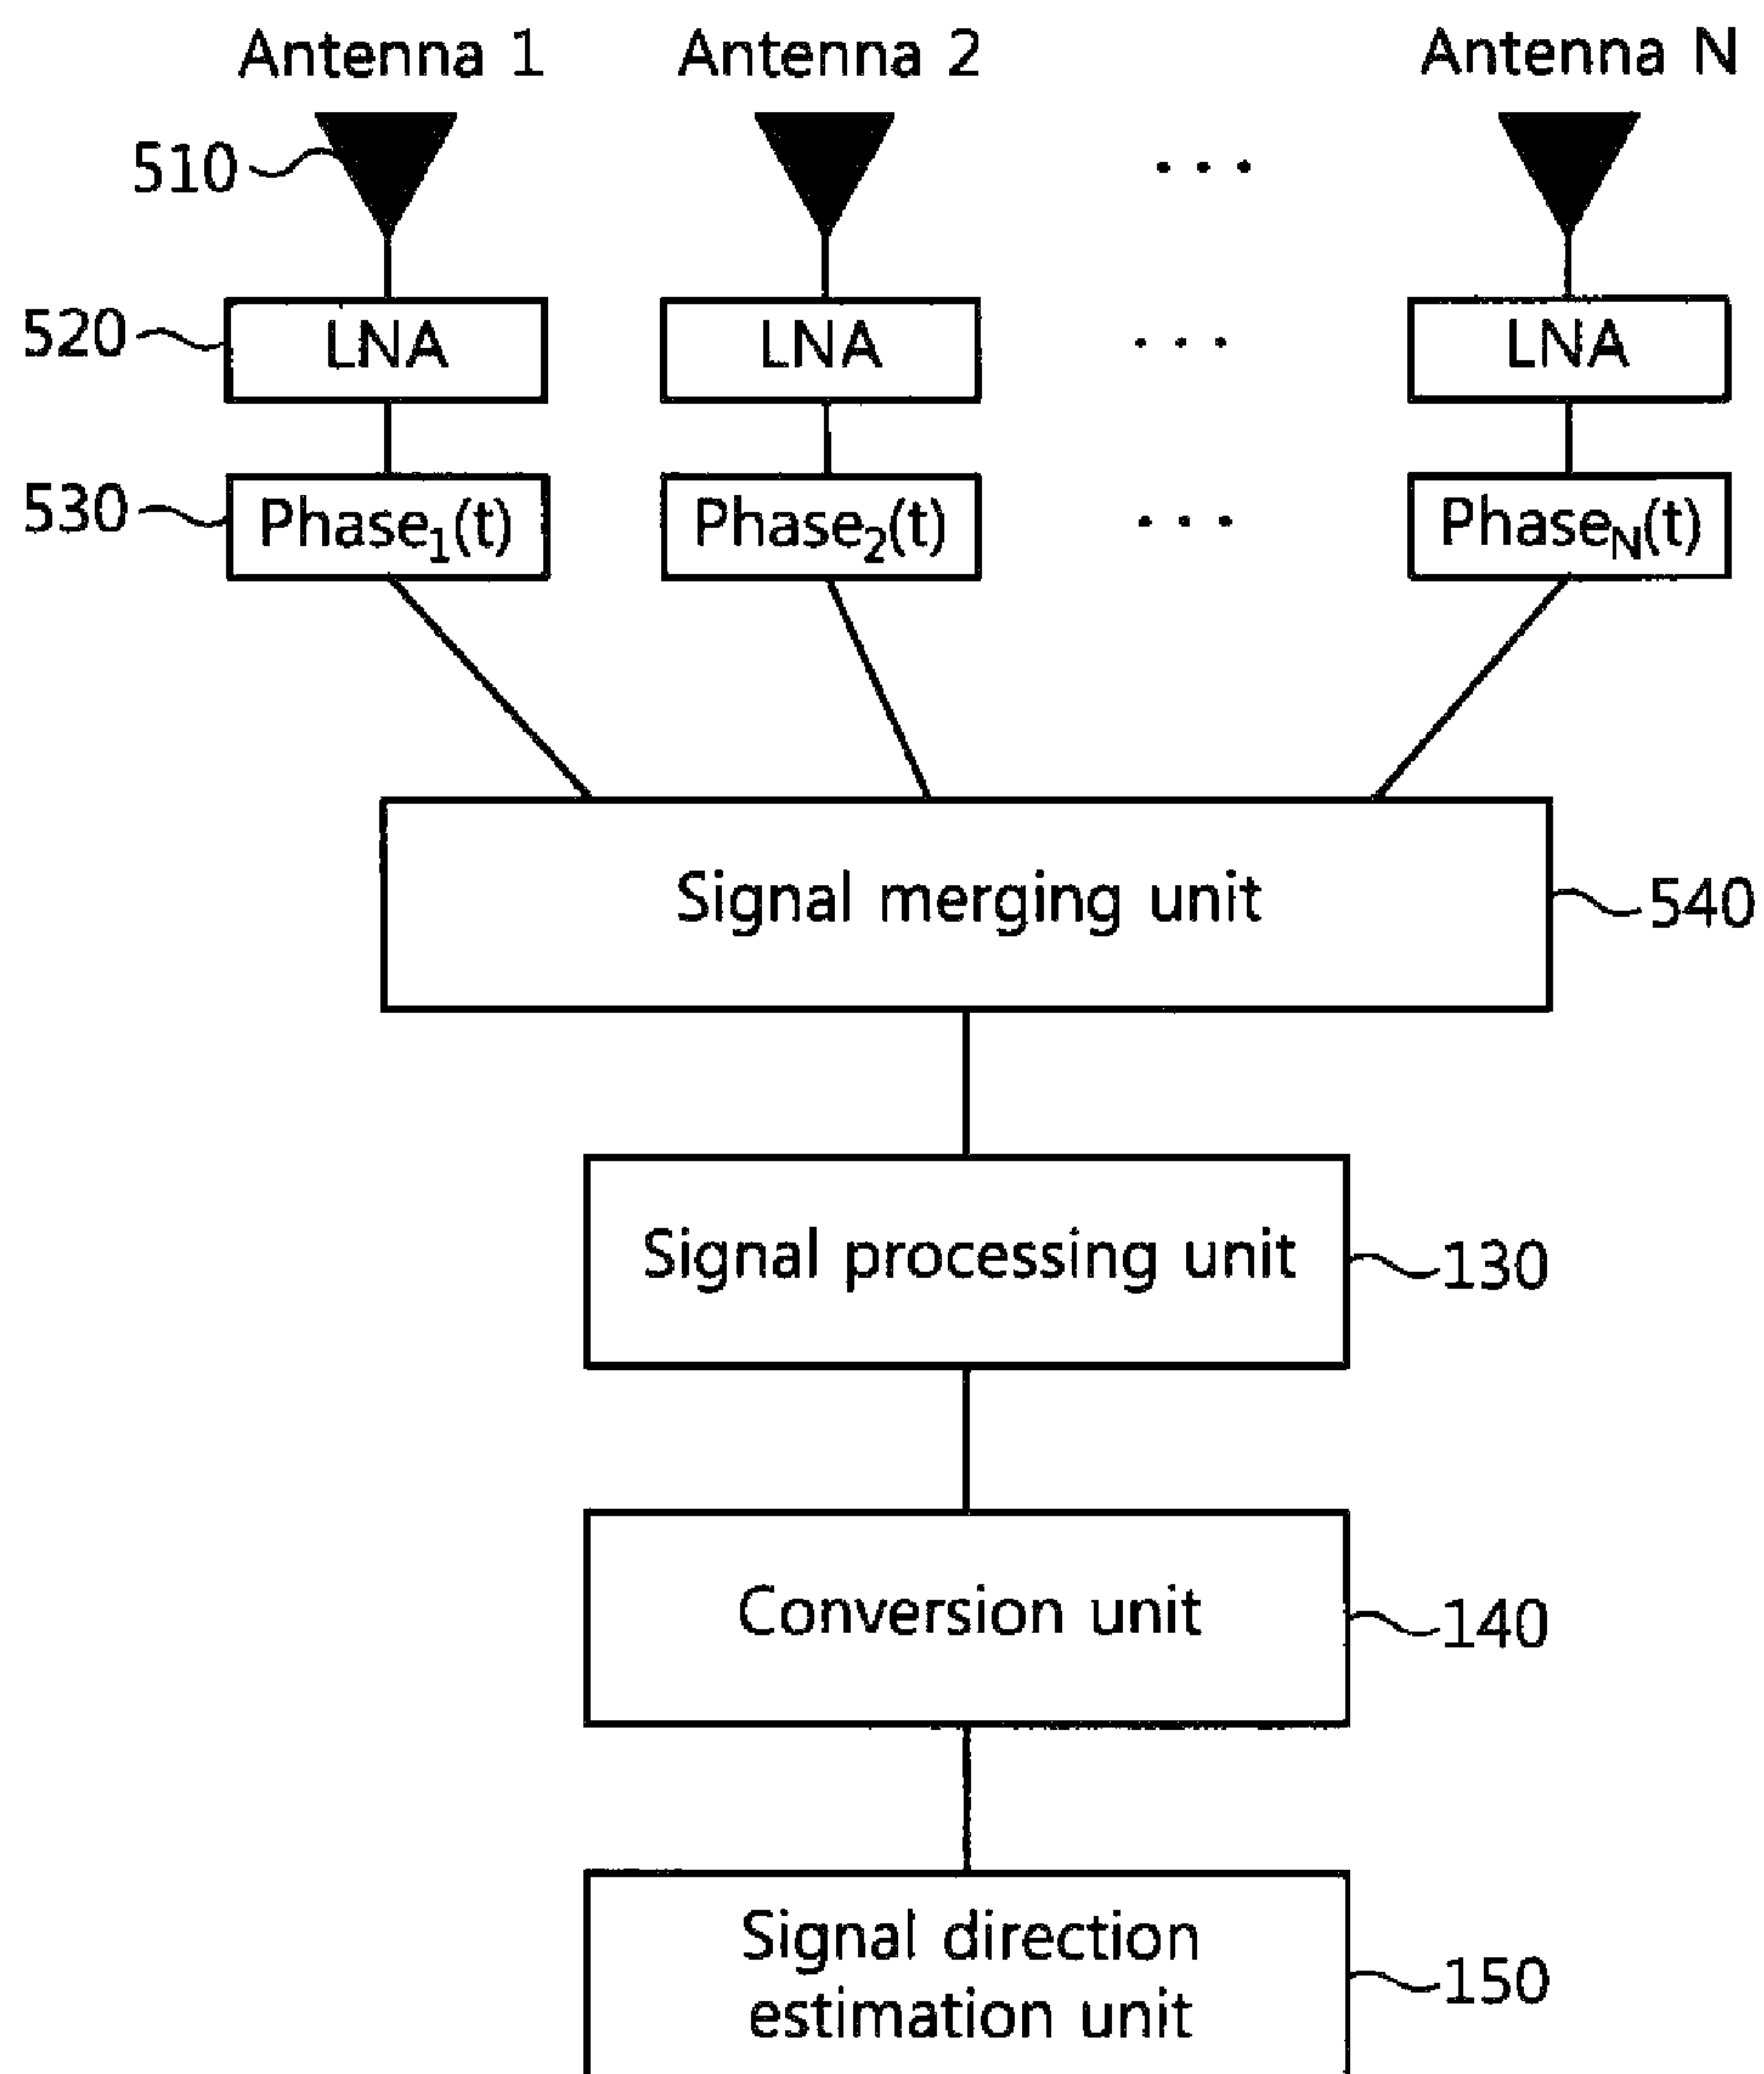 Antenna 1 Antenna 2 Antenna N
510 ...
520 LNA LNA ... LNA
530 Phase₁(t) Phase₂(t) ... Phase_N(t)
Signal merging unit 540
Signal processing unit 130
Conversion unit 140
Signal direction
estimation unit 150